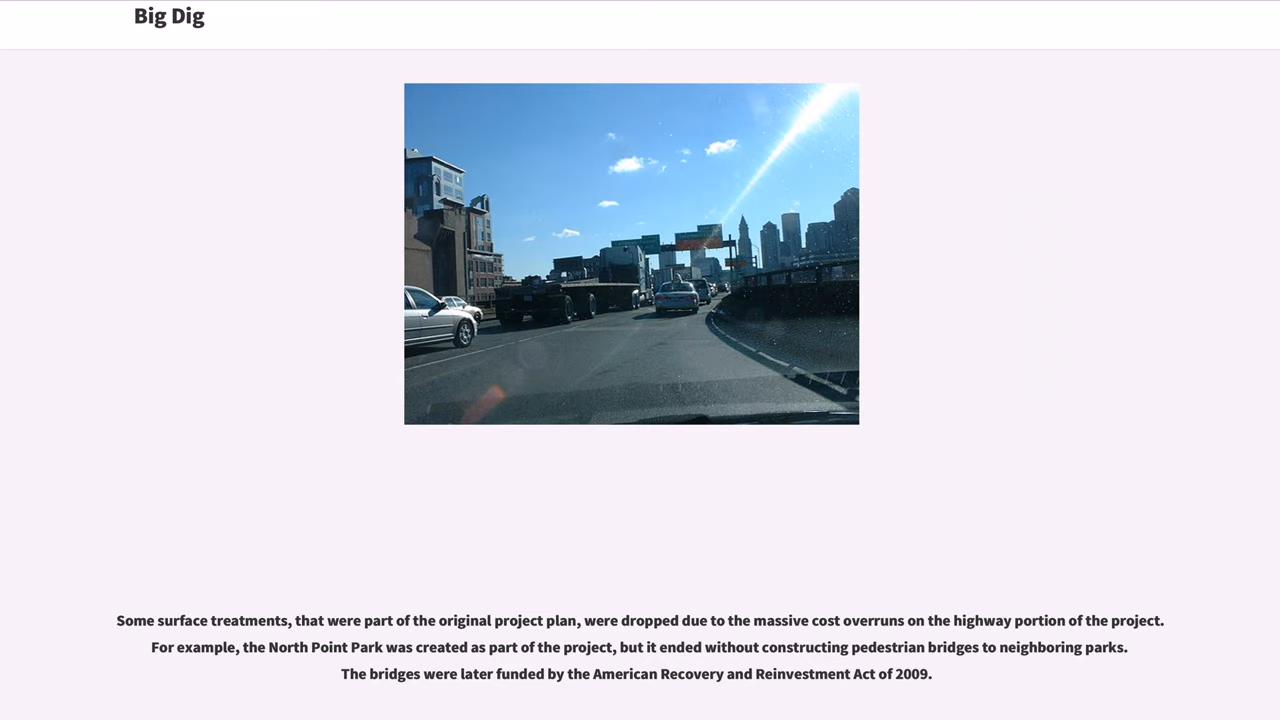 Big Dig
Some surface treatments, that were part of the original project plan, were dropped due to the massive cost overruns on the highway portion of the project.
For example, the North Point Park was created as part of the project, but it ended without constructing pedestrian bridges to neighboring parks.
The bridges were later funded by the American Recovery and Reinvestment Act of 2009.